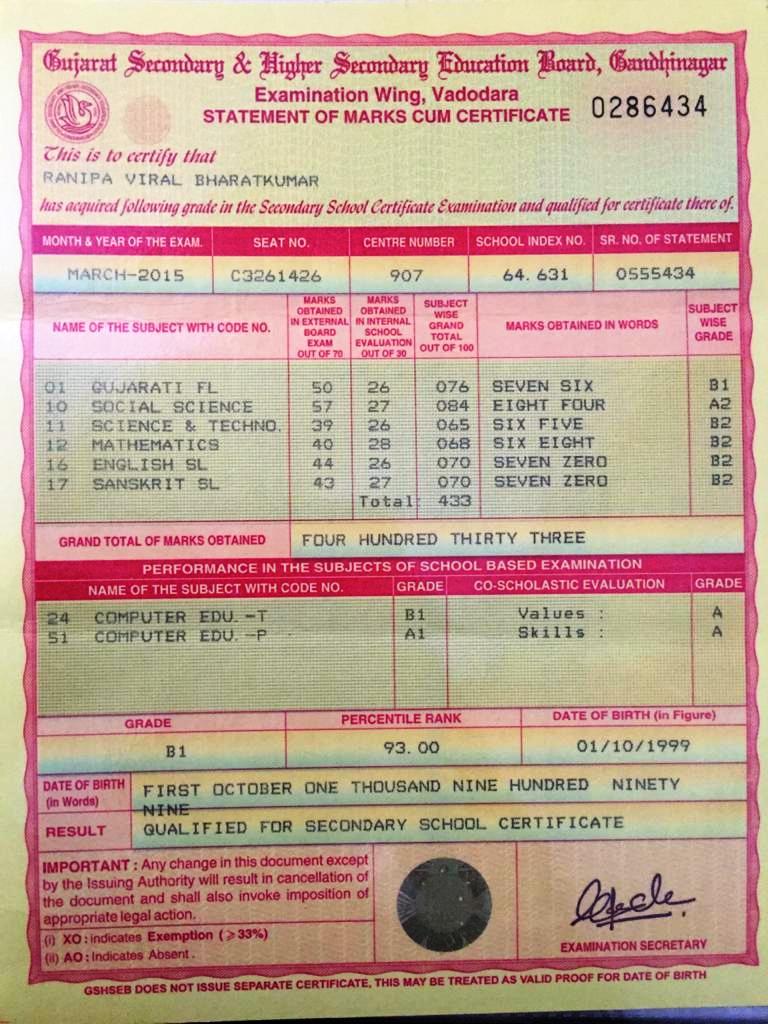 Gujarat Secondary & Higher Secondary Education Board, Gandhinagar
Examination Wing, Vadodara
STATEMENT OF MARKS CUM CERTIFICATE 0286434
This is to certify that
RANIPA VIRAL BHARATKUMAR
has acquired following grade in the Secondary School Certificate Examination and qualified for certificate there of.
MONTH & YEAR OF THE EXAM. SEAT NO. CENTRE NUMBER SCHOOL INDEX NO. SR. NO. OF STATEMENT
MARCH-2015 C3261426 907 64.631 0555434
NAME OF THE SUBJECT WITH CODE NO. MARKS OBTAINED IN EXTERNAL BOARD EXAM OUT OF 70 MARKS OBTAINED IN INTERNAL SCHOOL EVALUATION OUT OF 30 SUBJECT WISE GRAND TOTAL OUT OF 100 MARKS OBTAINED IN WORDS SUBJECT WISE GRADE
01 GUJARATI FL 50 26 076 SEVEN SIX B1
10 SOCIAL SCIENCE 57 27 084 EIGHT FOUR A2
11 SCIENCE & TECHNO. 39 26 065 SIX FIVE B2
12 MATHEMATICS 40 28 068 SIX EIGHT B2
16 ENGLISH SL 44 26 070 SEVEN ZERO B2
17 SANSKRIT SL 43 27 070 SEVEN ZERO B2
Total: 433
GRAND TOTAL OF MARKS OBTAINED FOUR HUNDRED THIRTY THREE
PERFORMANCE IN THE SUBJECTS OF SCHOOL BASED EXAMINATION
NAME OF THE SUBJECT WITH CODE NO. GRADE CO-SCHOLASTIC EVALUATION GRADE
24 COMPUTER EDU. -T B1 Values : A
51 COMPUTER EDU. -P A1 Skills : A
GRADE PERCENTILE RANK DATE OF BIRTH (in Figure)
B1 93.00 01/10/1999
DATE OF BIRTH (in Words) FIRST OCTOBER ONE THOUSAND NINE HUNDRED NINETY
NINE
RESULT QUALIFIED FOR SECONDARY SCHOOL CERTIFICATE
IMPORTANT : Any change in this document except
by the Issuing Authority will result in cancellation of
the document and shall also invoke imposition of
appropriate legal action.
(i) XO : indicates Exemption (⩾33%)
(ii) AO : Indicates Absent .
EXAMINATION SECRETARY
GSHSEB DOES NOT ISSUE SEPARATE CERTIFICATE, THIS MAY BE TREATED AS VALID PROOF FOR DATE OF BIRTH